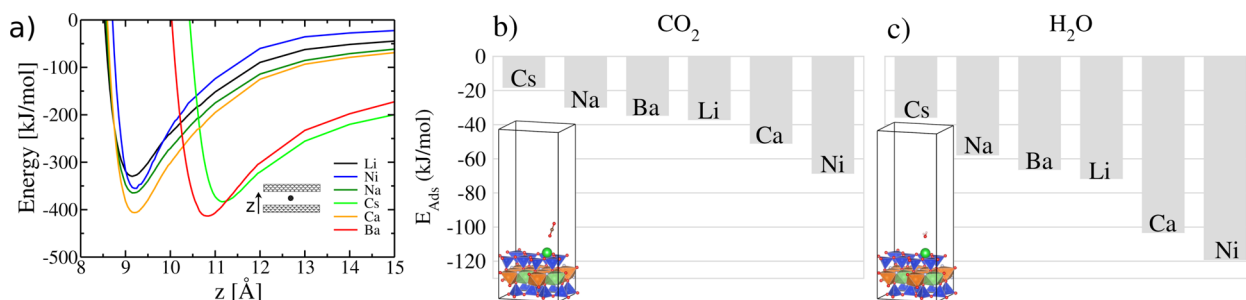 a)
Energy [kJ/mol]
0
-100
-200
-300
-400
-500
8
9
10
11
12
13
14
15
z [Å]
z
Li
Ni
Na
Cs
Ca
Ba
b)
CO2
E_Ads (kJ/mol)
0
-20
-40
-60
-80
-100
-120
Cs
Na
Ba
Li
Ca
Ni
c)
H2O
Cs
Na
Ba
Li
Ca
Ni